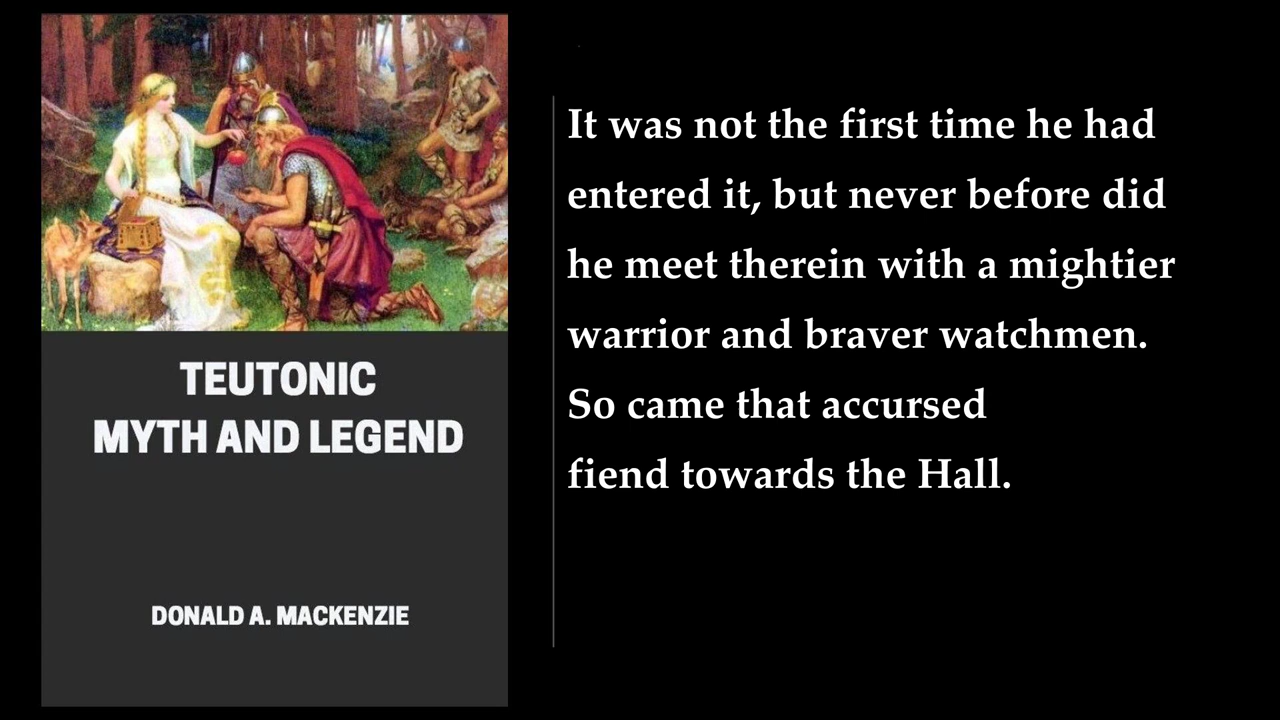 TEUTONIC
MYTH AND LEGEND
DONALD A. MACKENZIE
It was not the first time he had
entered it, but never before did
he meet therein with a mightier
warrior and braver watchmen.
So came that accursed
fiend towards the Hall.